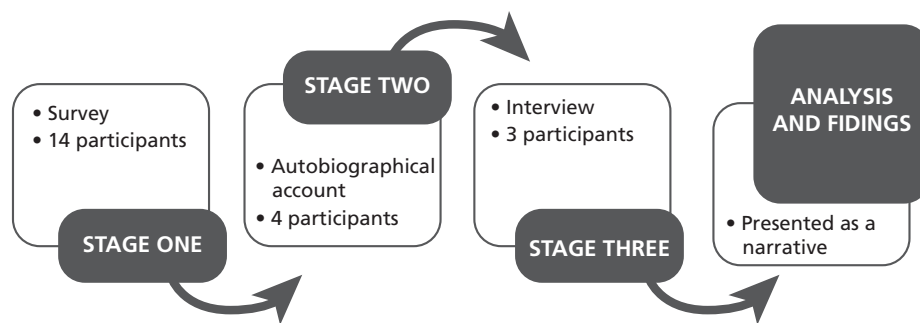 • Survey
• 14 participants
STAGE ONE
STAGE TWO
• Autobiographical
account
• 4 participants
• Interview
• 3 participants
STAGE THREE
ANALYSIS
AND FIDINGS
• Presented as a
narrative